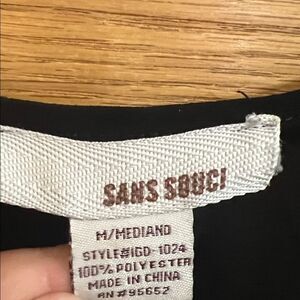 SANS SOUCI
M/MEDIANO
STYLE#IGD-1024
100% POLYESTER
MADE IN CHINA
RN#95652